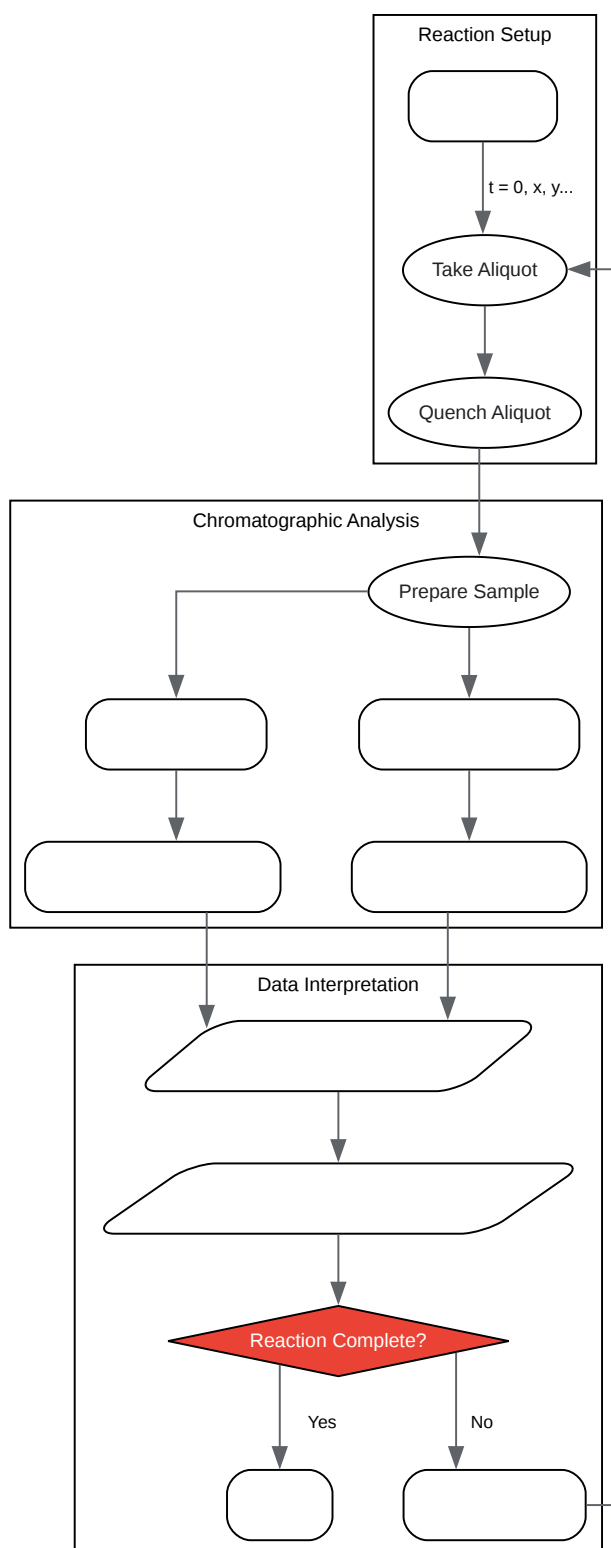 Reaction Setup
t = 0, x, y...
Take Aliquot
Quench Aliquot
Chromatographic Analysis
Prepare Sample
Data Interpretation
Reaction Complete?
Yes
No